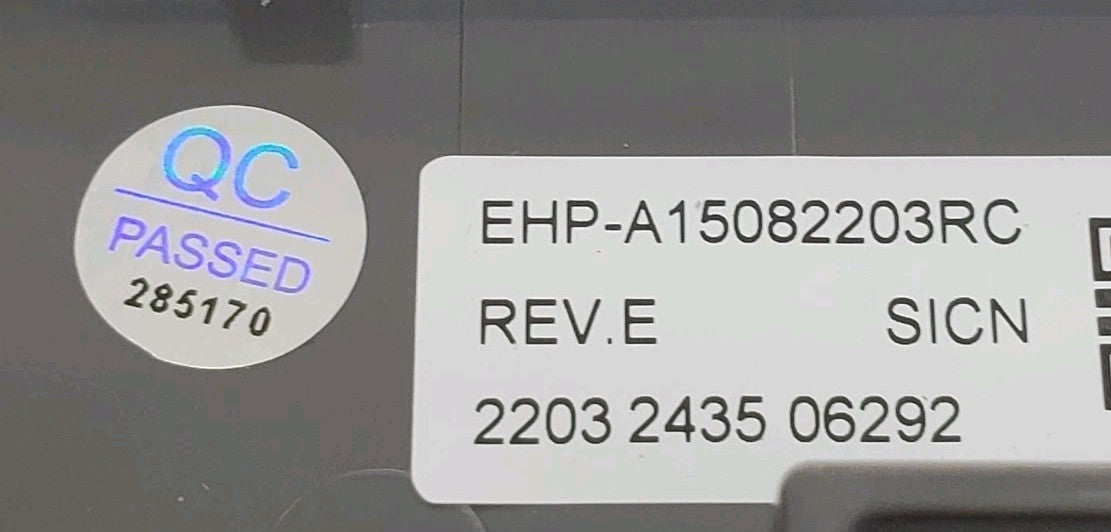 QC
PASSED
285170
EHP-A15082203RC
REV.E SICN
2203 2435 06292